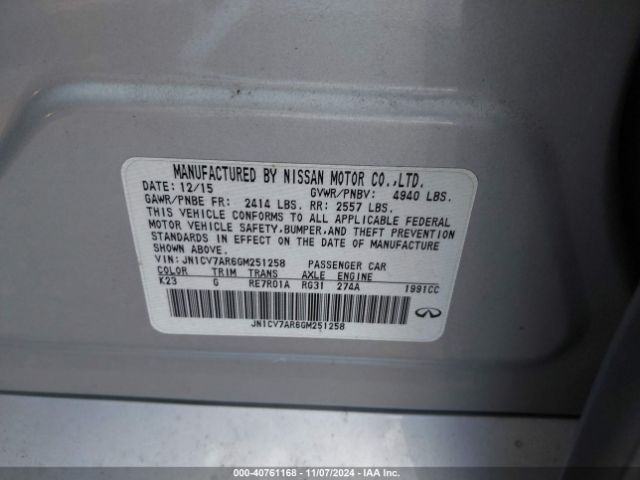 MANUFACTURED BY NISSAN MOTOR CO.,LTD.
DATE: 12/15 GVWR/PNBV: 4940 LBS.
GAWR/PNBE FR: 2414 LBS. RR: 2557 LBS.
THIS VEHICLE CONFORMS TO ALL APPLICABLE FEDERAL
MOTOR VEHICLE SAFETY,BUMPER,AND THEFT PREVENTION
STANDARDS IN EFFECT ON THE DATE OF MANUFACTURE
SHOWN ABOVE.
VIN: JN1CV7AR6GM251258 PASSENGER CAR
COLOR TRIM TRANS AXLE ENGINE
K23 G RE7R01A RG31 274A 1991CC
JN1CV7AR6GM251258
000-40761168 - 11/07/2024 - IAA Inc.